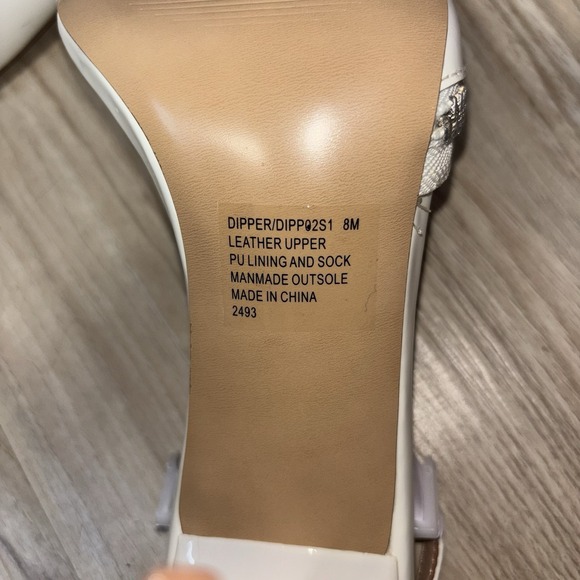 DIPPER/DIPP02S1 8M
LEATHER UPPER
PU LINING AND SOCK
MANMADE OUTSOLE
MADE IN CHINA
2493